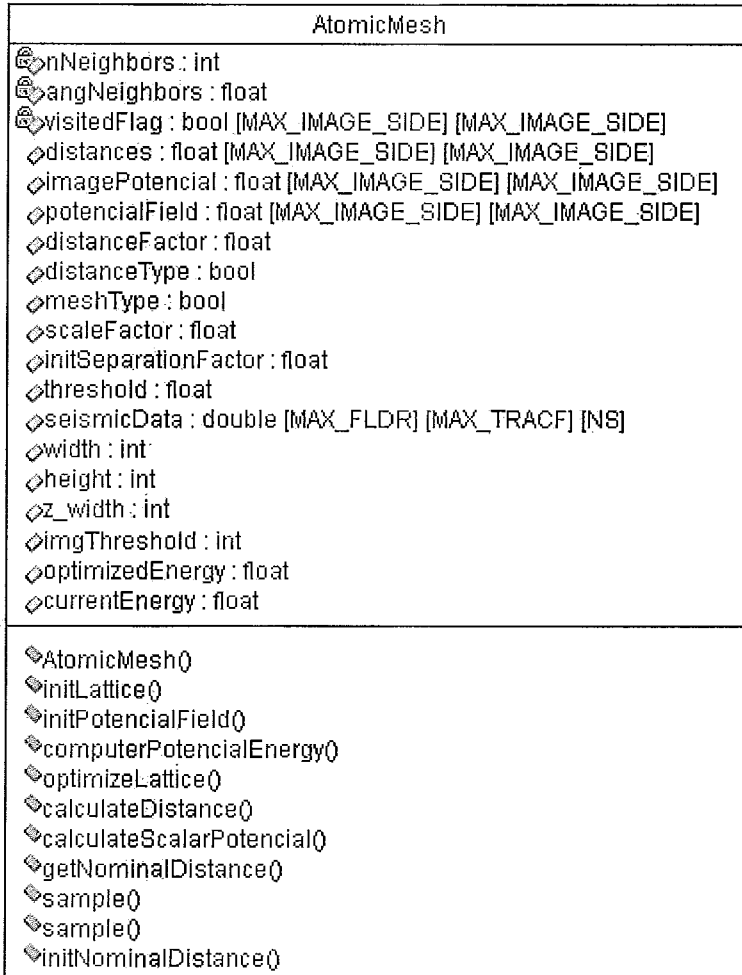 AtomicMesh
nNeighbors : int
angNeighbors : float
visitedFlag : bool [MAX_IMAGE_SIDE] [MAX_IMAGE_SIDE]
distances : float [MAX_IMAGE_SIDE] [MAX_IMAGE_SIDE]
imagePotencial : float [MAX_IMAGE_SIDE] [MAX_IMAGE_SIDE]
potencialField : float [MAX_IMAGE_SIDE] [MAX_IMAGE_SIDE]
distanceFactor : float
distanceType : bool
meshType : bool
scaleFactor : float
initSeparationFactor : float
threshold : float
seismicData : double [MAX_FLDR] [MAX_TRACF] [NS]
width : int
height : int
z_width : int
imgThreshold : int
optimizedEnergy : float
currentEnergy : float
AtomicMesh()
initLattice()
initPotencialField()
computerPotencialEnergy()
optimizeLattice()
calculateDistance()
calculateScalarPotencial()
getNominalDistance()
sample()
sample()
initNominalDistance()